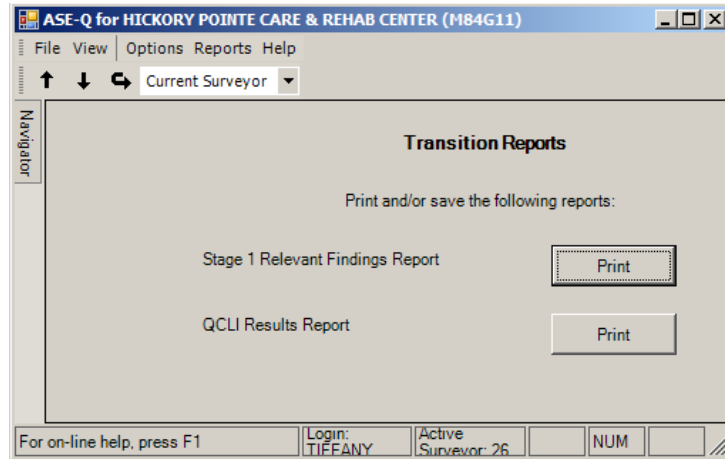 ASE-Q for HICKORY POINTE CARE & REHAB CENTER (M84G11)
File View Options Reports Help
Current Surveyor
Navigator
Transition Reports
Print and/or save the following reports:
Stage 1 Relevant Findings Report Print
QCLI Results Report Print
For on-line help, press F1 Login: TIFFANY Active Surveyor: 26 NUM